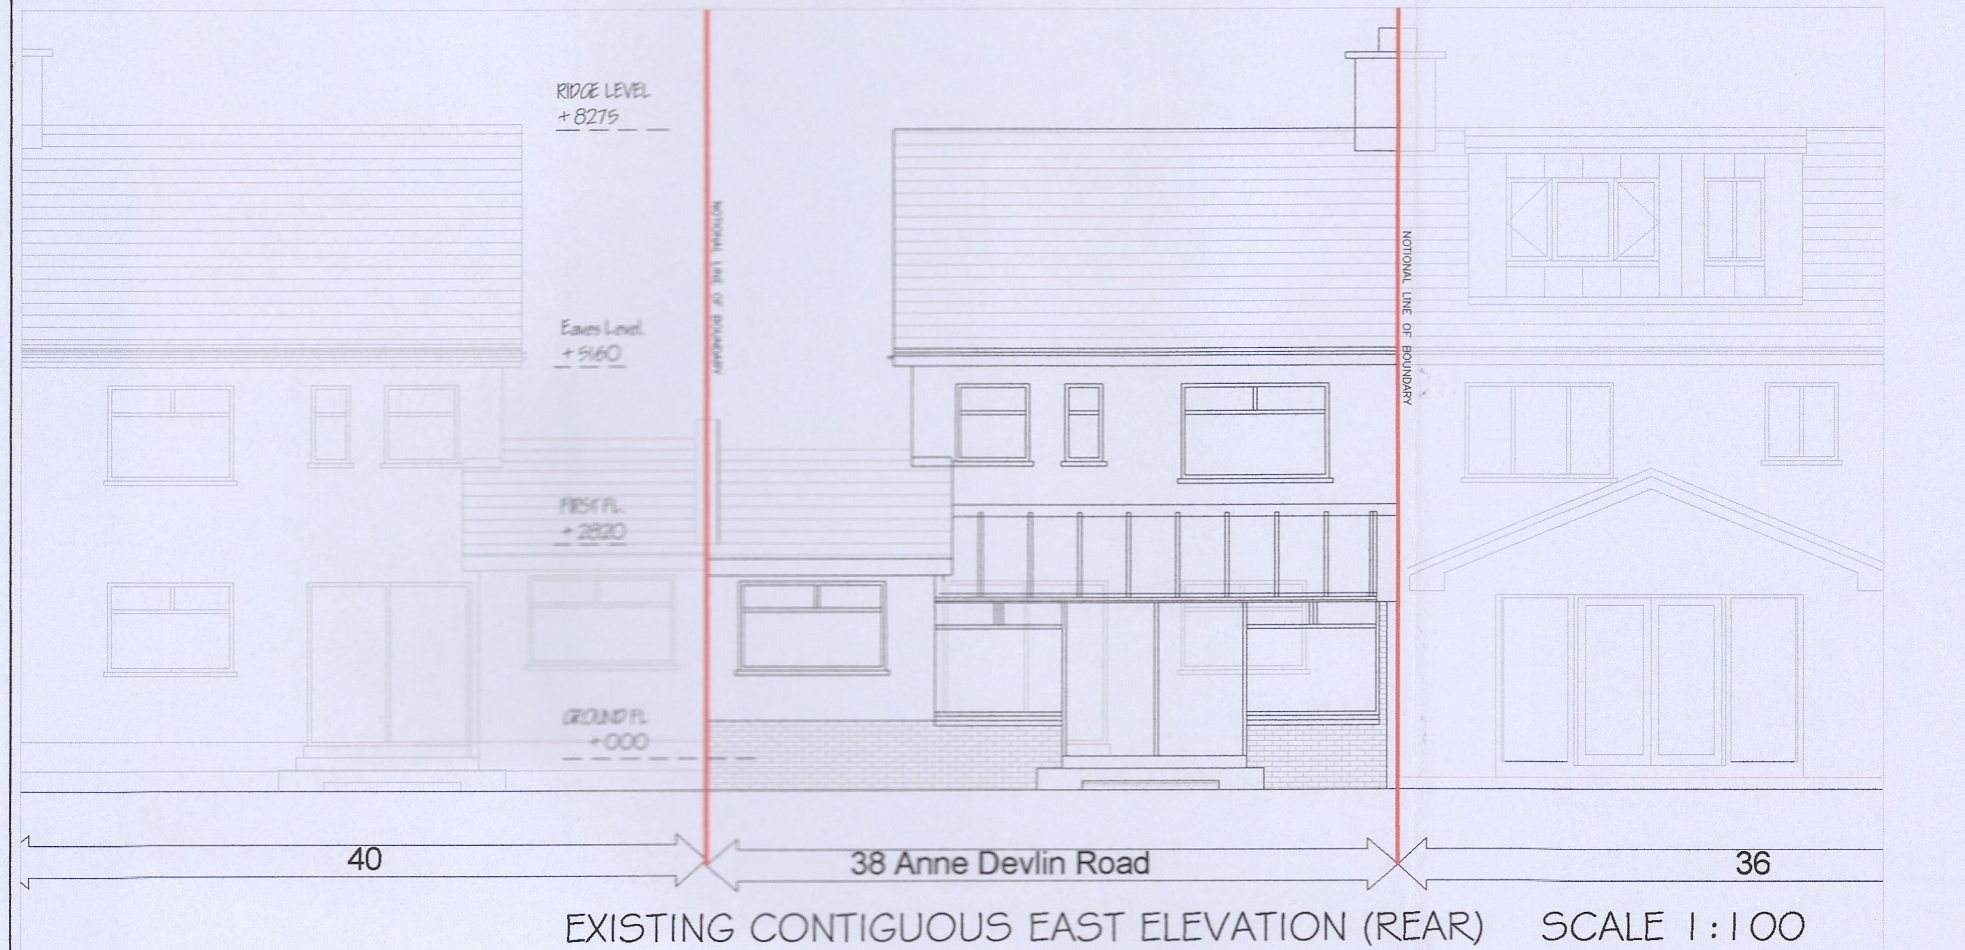 RIDGE LEVEL
+8275
NOTIONAL LINE OF BOUNDARY
NOTIONAL LINE OF BOUNDARY
Eaves Level.
+5160
FIRST FL.
+2820
GROUND FL
+000
40
38 Anne Devlin Road
36
EXISTING CONTIGUOUS EAST ELEVATION (REAR) SCALE 1:100